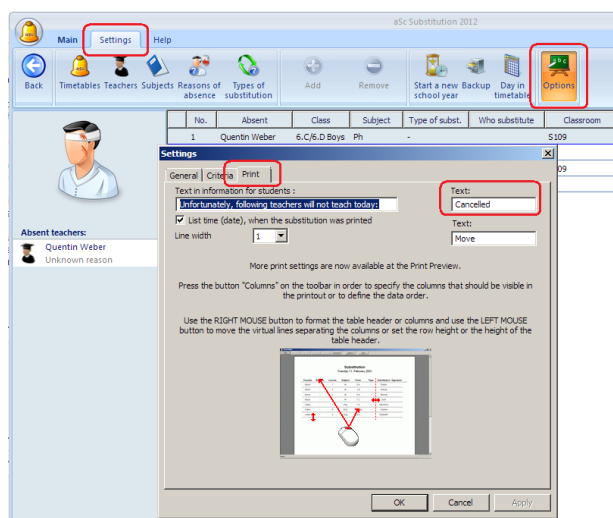 aSc Substitution 2012
Main Settings Help
Back Timetables Teachers Subjects Reasons of absence Types of substitution Add Remove Start a new school year Backup Day in timetable Options
No. Absent Class Subject Type of subst. Who substitute Classroom
1 Quentin Weber 6.C/6.D Boys Ph - S109
09
Absent teachers:
Quentin Weber
Unknown reason
Settings
General Criteria Print
Text in information for students :
Unfortunately, following teachers will not teach today:
Text:
Cancelled
List time (date), when the substitution was printed
Text:
Line width 1
Move
More print settings are now available at the Print Preview.
Press the button "Columns" on the toolbar in order to specify the columns that should be visible in
the printout or to define the data order.
Use the RIGHT MOUSE button to format the table header or columns and use the LEFT MOUSE
button to move the virtual lines separating the columns or set the row height or the height of the
table header.
Substitution
OK Cancel Apply